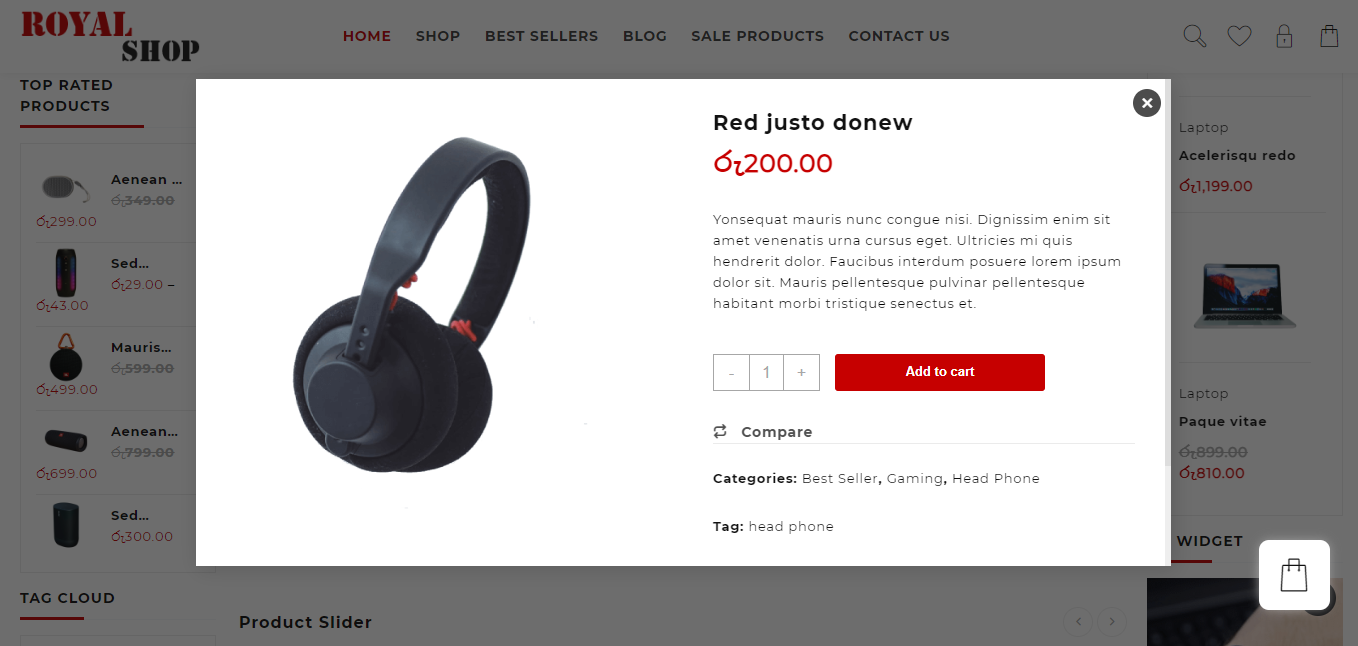 ROYAL
SHOP
HOME SHOP BEST SELLERS BLOG SALE PRODUCTS CONTACT US
TOP RATED
PRODUCTS
Aenean ...
රු349.00
රු299.00
Sed...
රු29.00 –
රු43.00
Mauris...
රු599.00
රු499.00
Aenean...
රු799.00
රු699.00
Sed...
රු300.00
TAG CLOUD
Red justo donew
රු200.00
Yonsequat mauris nunc congue nisi. Dignissim enim sit
amet venenatis urna cursus eget. Ultricies mi quis
hendrerit dolor. Faucibus interdum posuere lorem ipsum
dolor sit. Mauris pellentesque pulvinar pellentesque
habitant morbi tristique senectus et.
- 1 + Add to cart
Compare
Categories: Best Seller, Gaming, Head Phone
Tag: head phone
Product Slider
Laptop
Acelerisqu redo
රු1,199.00
Laptop
Paque vitae
රු899.00
රු810.00
WIDGET